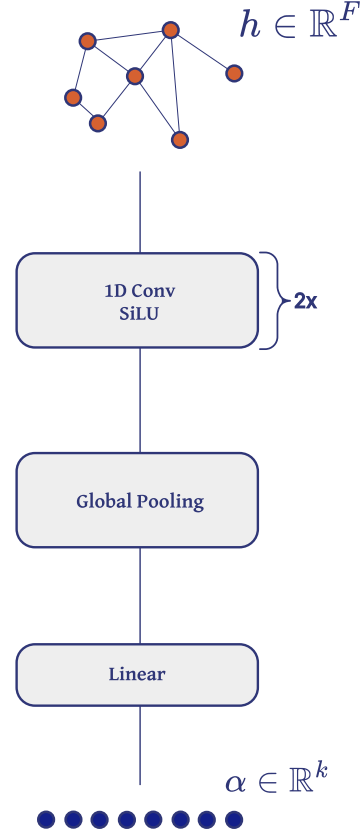 h ∈ ℝ^F
1D Conv
SiLU
2x
Global Pooling
Linear
α ∈ ℝ^k